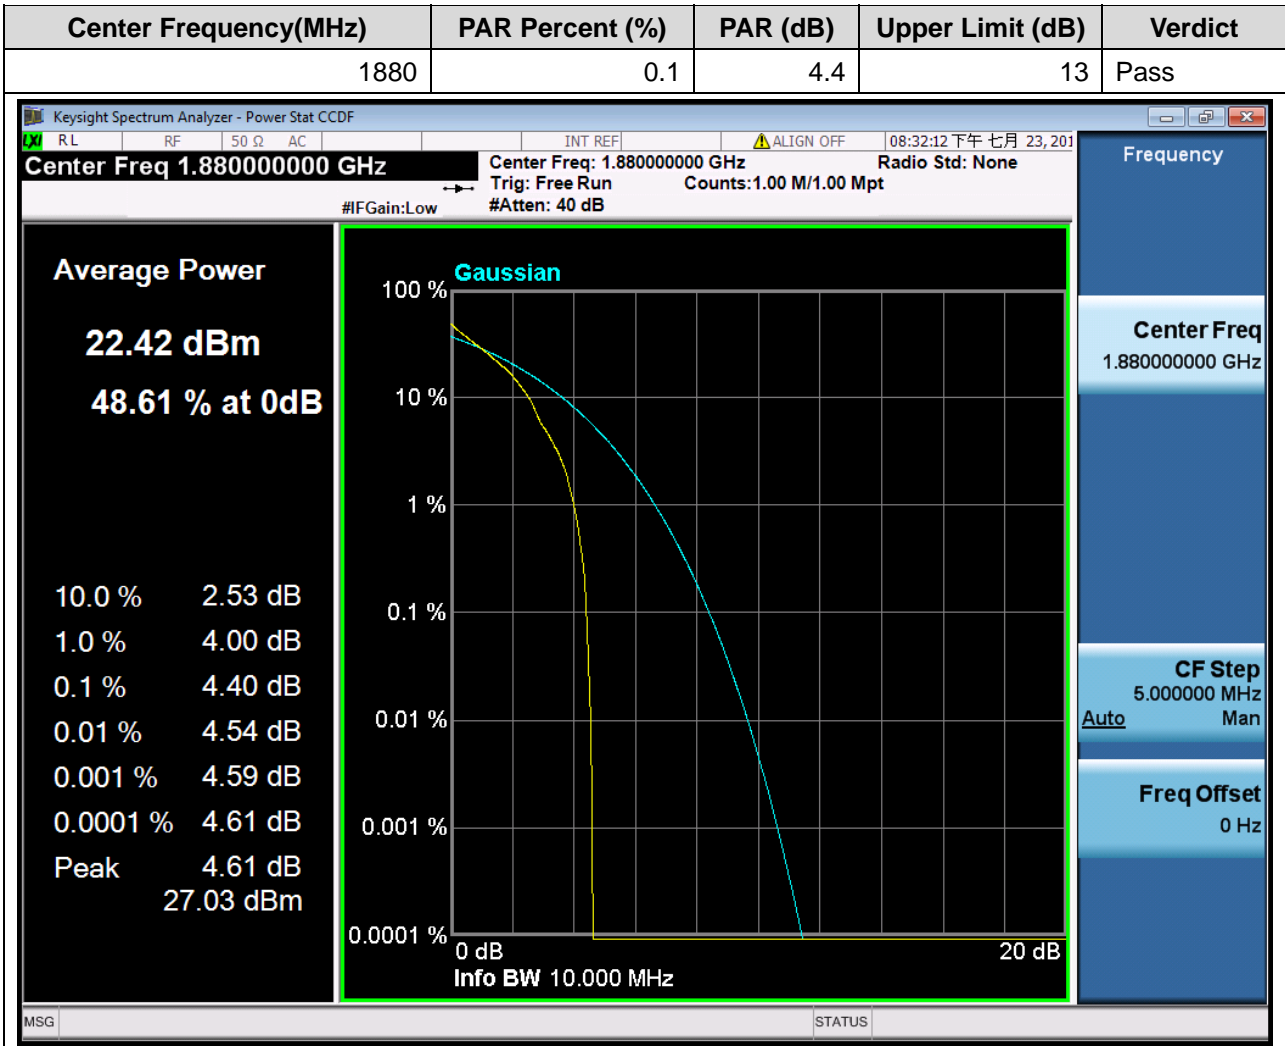 Center Frequency(MHz) PAR Percent (%) PAR (dB) Upper Limit (dB) Verdict
1880 0.1 4.4 13 Pass
Keysight Spectrum Analyzer - Power Stat CCDF
LXI RL RF 50 Ω AC INT REF ALIGN OFF 08:32:12 下午 七月 23, 201
Center Freq 1.880000000 GHz
Center Freq: 1.880000000 GHz Radio Std: None
Trig: Free Run Counts:1.00 M/1.00 Mpt
#IFGain:Low #Atten: 40 dB
Frequency
Average Power
22.42 dBm
48.61 % at 0dB
10.0 % 2.53 dB
1.0 % 4.00 dB
0.1 % 4.40 dB
0.01 % 4.54 dB
0.001 % 4.59 dB
0.0001 % 4.61 dB
Peak 4.61 dB
27.03 dBm
Gaussian
100 %
10 %
1 %
0.1 %
0.01 %
0.001 %
0.0001 %
0 dB 20 dB
Info BW 10.000 MHz
Center Freq
1.880000000 GHz
CF Step
5.000000 MHz
Auto Man
Freq Offset
0 Hz
MSG STATUS